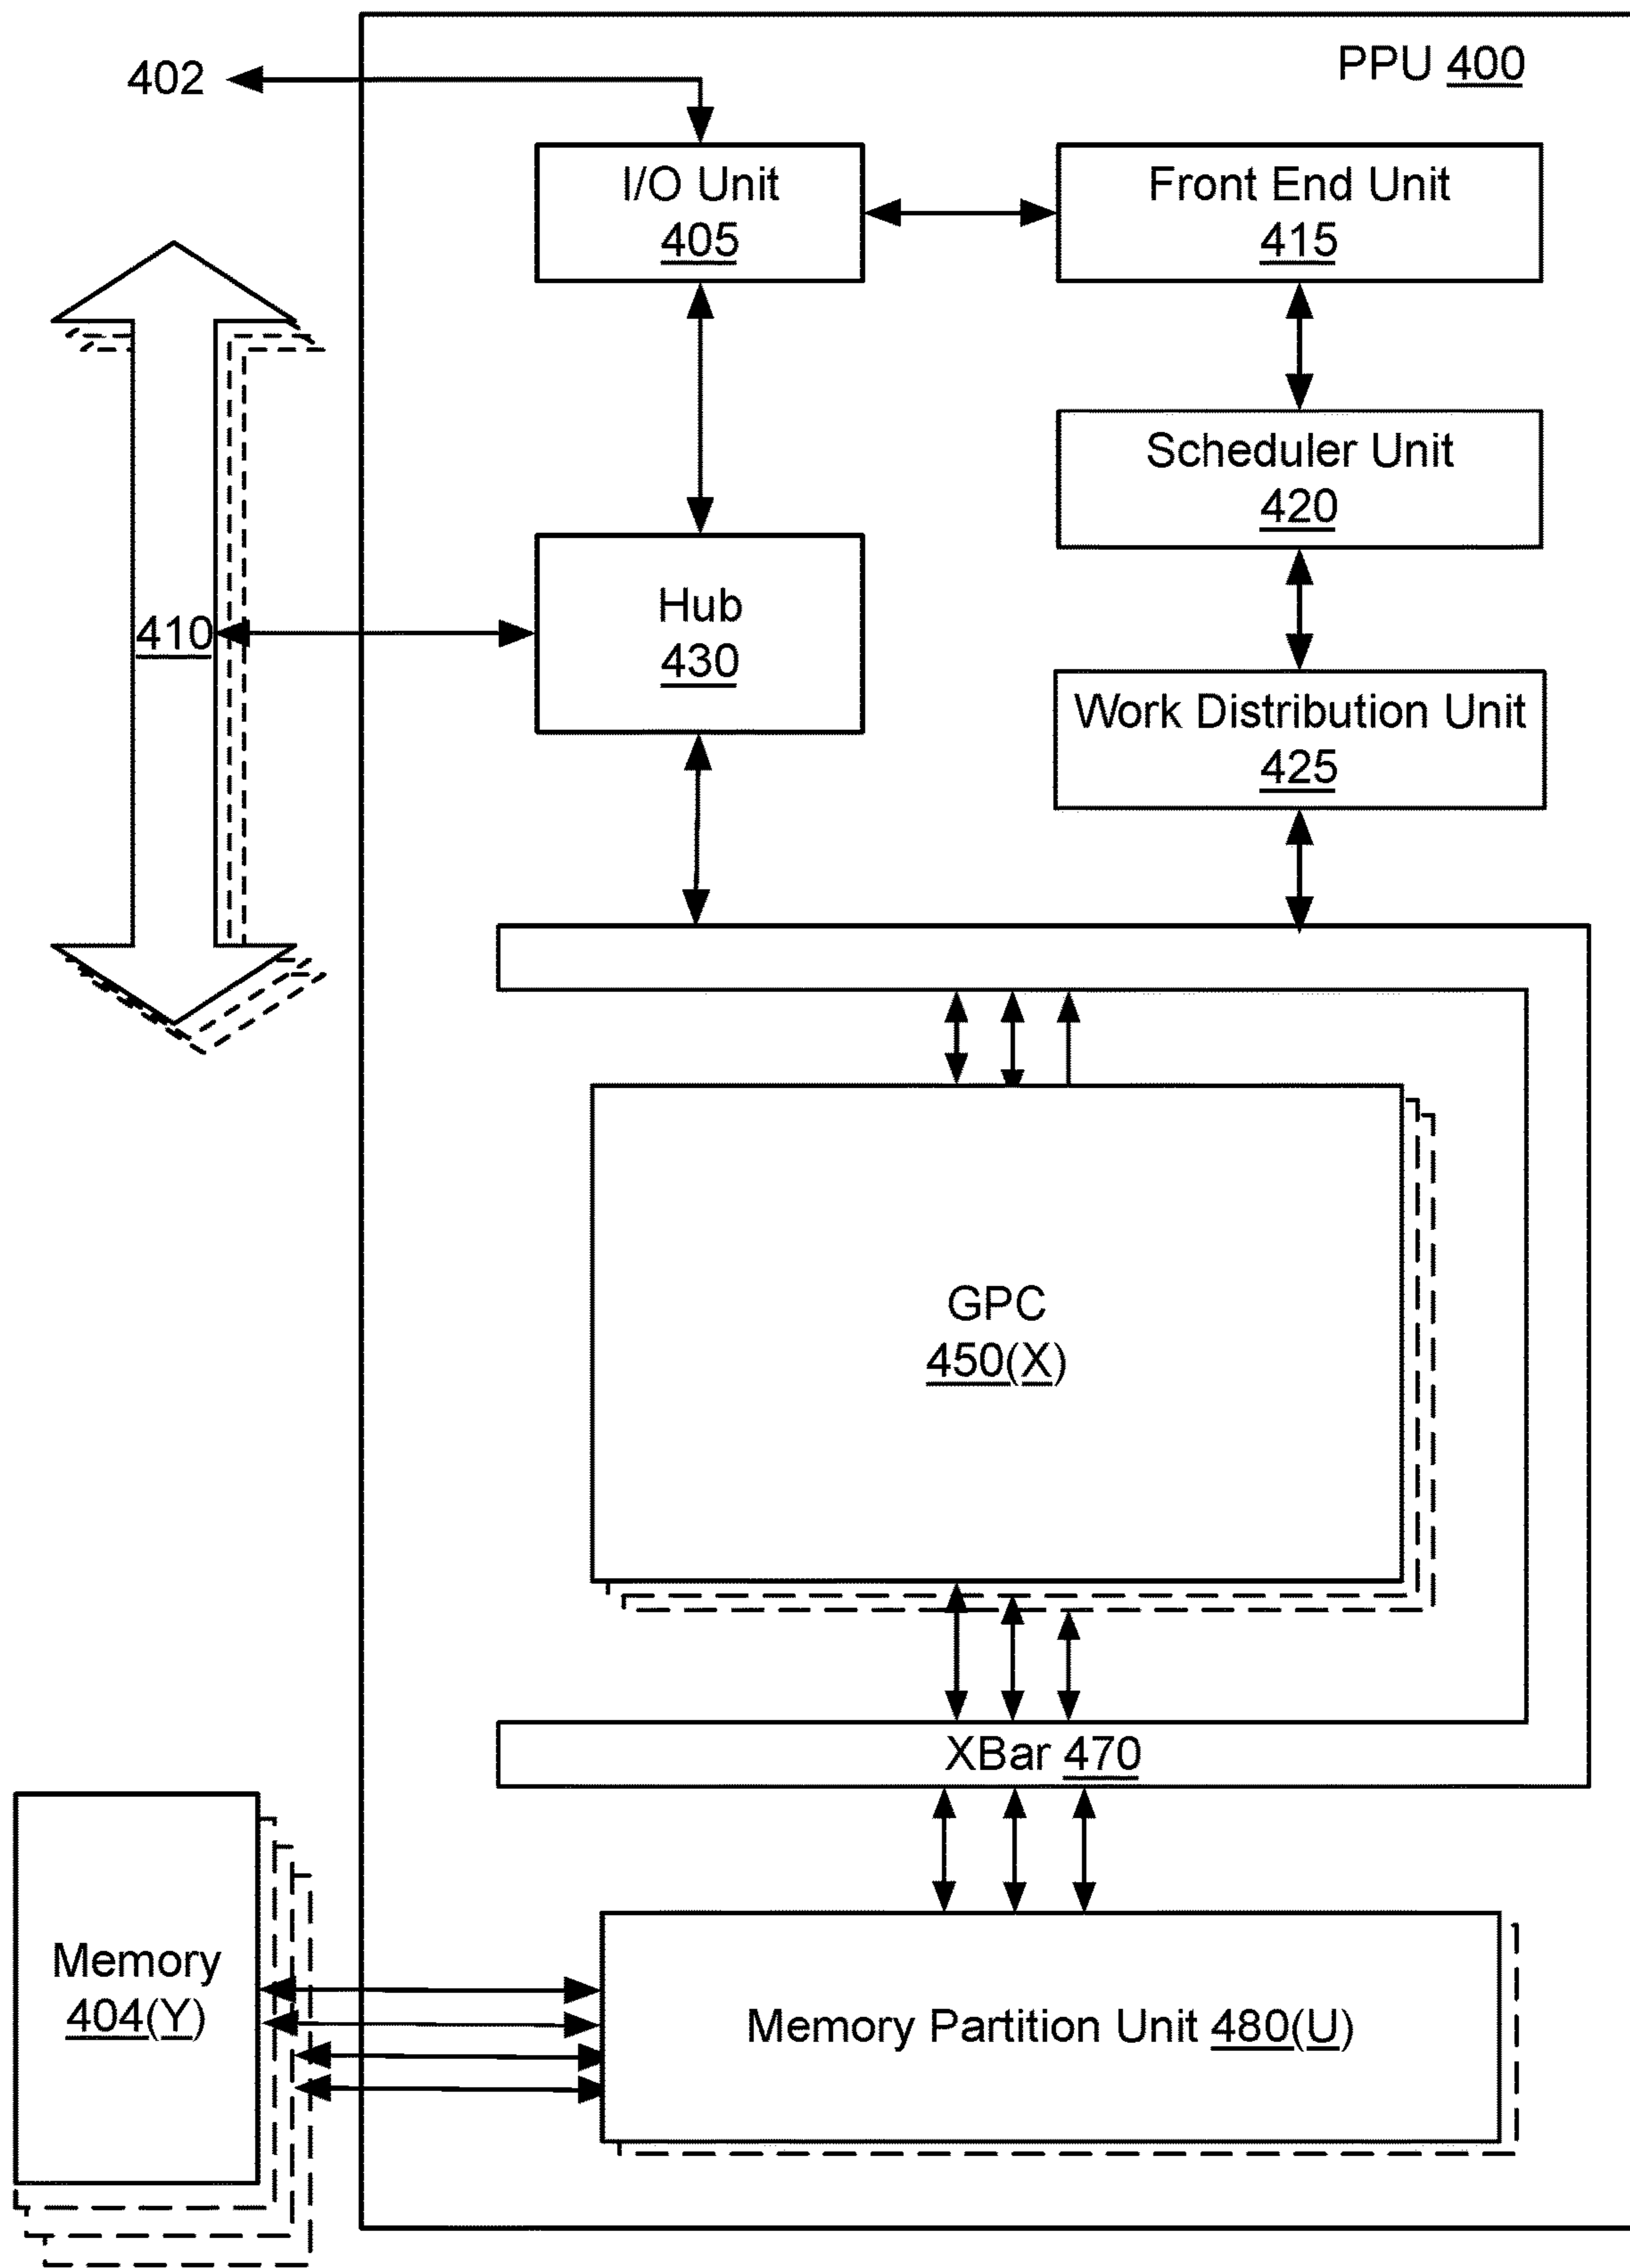 PPU 400
402
I/O Unit
405
Front End Unit
415
Scheduler Unit
420
410
Hub
430
Work Distribution Unit
425
GPC
450(X)
XBar 470
Memory
404(Y)
Memory Partition Unit 480(U)